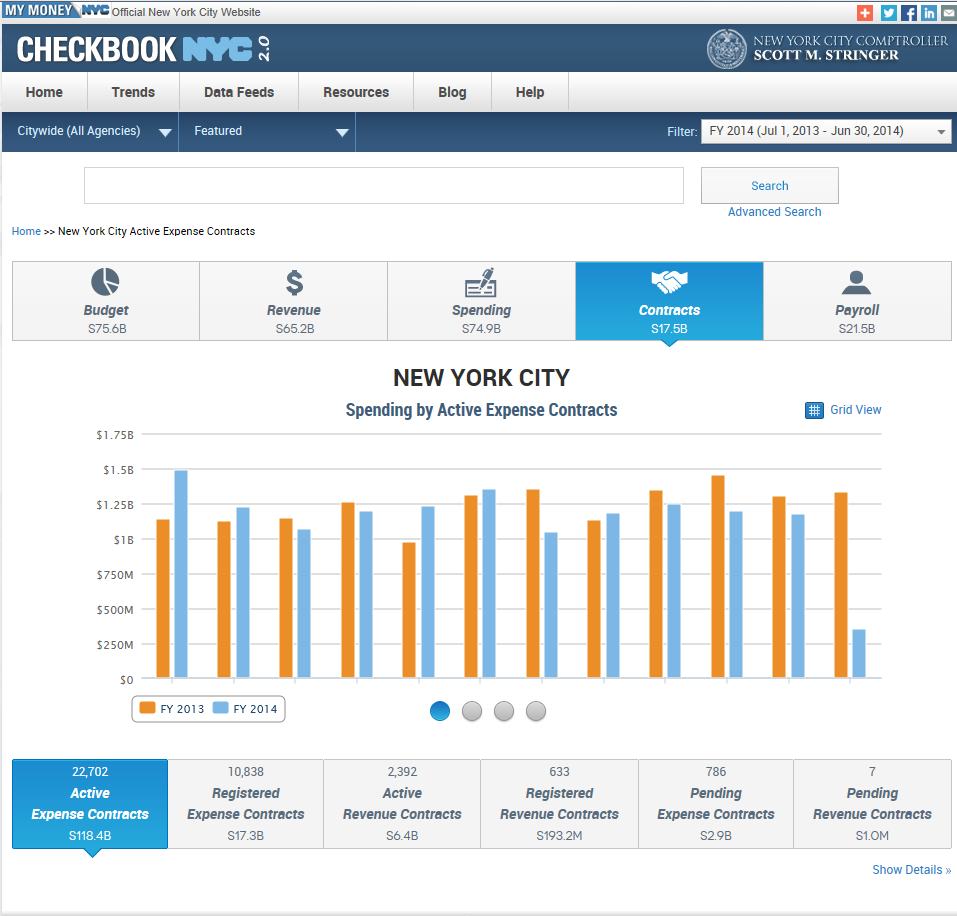 MY MONEY NYC Official New York City Website
CHECKBOOK NYC 2.0
NEW YORK CITY COMPTROLLER
SCOTT M. STRINGER
Home Trends Data Feeds Resources Blog Help
Citywide (All Agencies) Featured Filter: FY 2014 (Jul 1, 2013 - Jun 30, 2014)
Search
Advanced Search
Home >> New York City Active Expense Contracts
Budget Revenue Spending Contracts Payroll
$75.6B $65.2B $74.9B $17.5B $21.5B
NEW YORK CITY
Spending by Active Expense Contracts
Grid View
$1.75B
$1.5B
$1.25B
$1B
$750M
$500M
$250M
$0
FY 2013 FY 2014
22,702 10,838 2,392 633 786 7
Active Registered Active Registered Pending Pending
Expense Contracts Expense Contracts Revenue Contracts Revenue Contracts Expense Contracts Revenue Contracts
$118.4B $17.3B $6.4B $193.2M $2.9B $1.0M
Show Details »